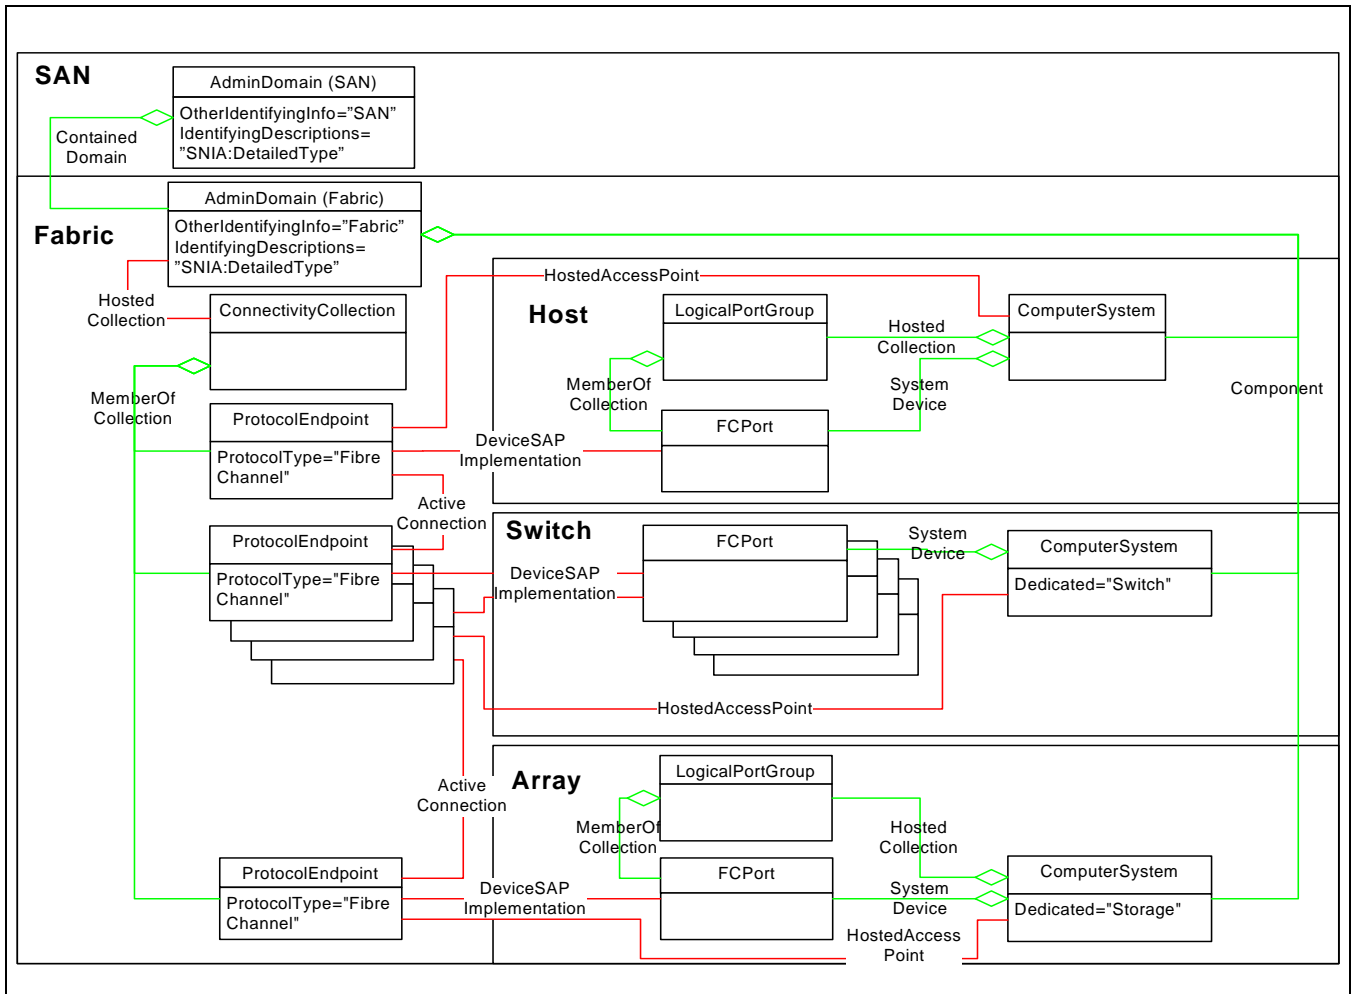 SAN
AdminDomain (SAN)
OtherIdentifyingInfo=”SAN”
IdentifyingDescriptions=
”SNIA:DetailedType”
Contained
Domain
AdminDomain (Fabric)
OtherIdentifyingInfo=”Fabric”
IdentifyingDescriptions=
”SNIA:DetailedType”
Fabric
Hosted
Collection
ConnectivityCollection
MemberOf
Collection
ProtocolEndpoint
ProtocolType="Fibre
Channel"
HostedAccessPoint
Host
LogicalPortGroup
ComputerSystem
Hosted
Collection
MemberOf
Collection
System
Device
Component
FCPort
DeviceSAP
Implementation
Active
Connection
Switch
ProtocolEndpoint
ProtocolType="Fibre
Channel"
DeviceSAP
Implementation
FCPort
System
Device
ComputerSystem
Dedicated="Switch"
HostedAccessPoint
Array
Active
Connection
LogicalPortGroup
MemberOf
Collection
Hosted
Collection
ProtocolEndpoint
ProtocolType="Fibre
Channel"
DeviceSAP
Implementation
FCPort
System
Device
ComputerSystem
Dedicated="Storage"
HostedAccess
Point